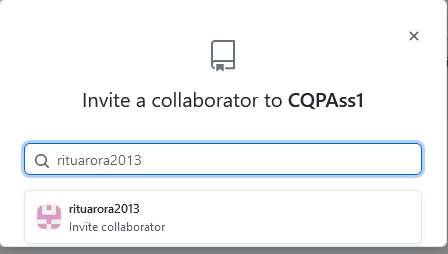 Invite a collaborator to CQPAss1
rituarora2013
rituarora2013
Invite collaborator